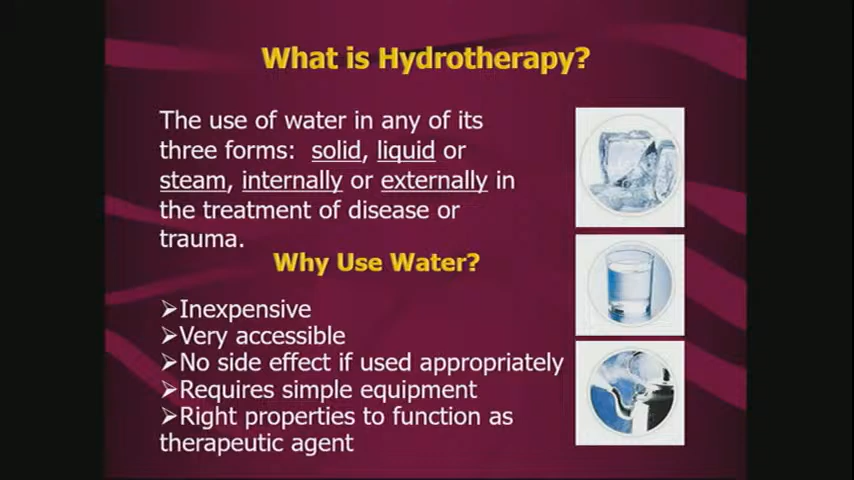 What is Hydrotherapy?
The use of water in any of its
three forms: solid, liquid or
steam, internally or externally in
the treatment of disease or
trauma.
Why Use Water?
➢Inexpensive
➢Very accessible
➢No side effect if used appropriately
➢Requires simple equipment
➢Right properties to function as
therapeutic agent